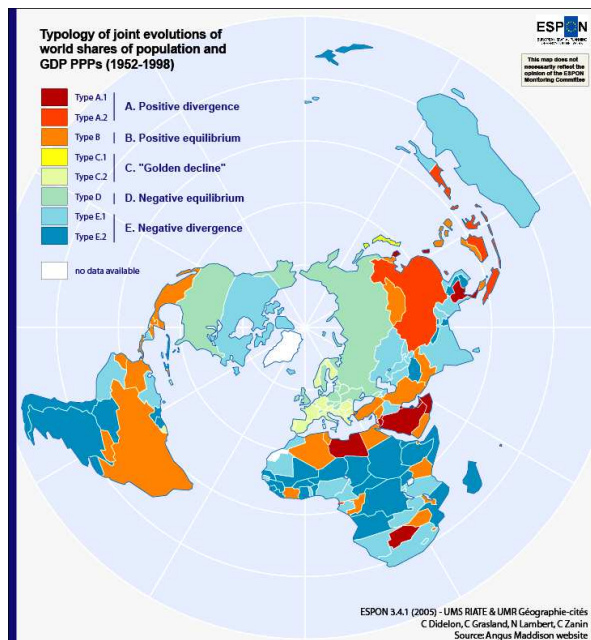 Typology of joint evolutions of
world shares of population and
GDP PPPs (1952-1998)
ESPON
This map does not
necessarily reflect the
opinion of the ESPON
Monitoring Committee
Type A.1
Type A.2
A. Positive divergence
Type B
B. Positive equilibrium
Type C.1
Type C.2
C. "Golden decline"
Type D
D. Negative equilibrium
Type E.1
Type E.2
E. Negative divergence
no data available
ESPON 3.4.1 (2005) - UMS RIATE & UMR Géographie-cités
C Didelon, C Grasland, N Lambert, C Zanin
Source: Angus Maddison website